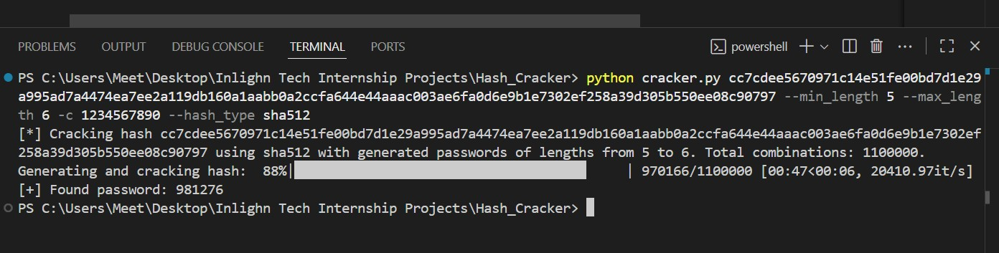 PROBLEMS OUTPUT DEBUG CONSOLE TERMINAL PORTS powershell
PS C:\Users\Meet\Desktop\Inlighn Tech Internship Projects\Hash_Cracker> python cracker.py cc7cdee5670971c14e51fe00bd7d1e29
a995ad7a4474ea7ee2a119db160a1aabb0a2ccfa644e44aaac003ae6fa0d6e9b1e7302ef258a39d305b550ee08c90797 --min_length 5 --max_leng
th 6 -c 1234567890 --hash_type sha512
[*] Cracking hash cc7cdee5670971c14e51fe00bd7d1e29a995ad7a4474ea7ee2a119db160a1aabb0a2ccfa644e44aaac003ae6fa0d6e9b1e7302ef
258a39d305b550ee08c90797 using sha512 with generated passwords of lengths from 5 to 6. Total combinations: 1100000.
Generating and cracking hash:  88%| | 970166/1100000 [00:47<00:06, 20410.97it/s]
[+] Found password: 981276
PS C:\Users\Meet\Desktop\Inlighn Tech Internship Projects\Hash_Cracker>